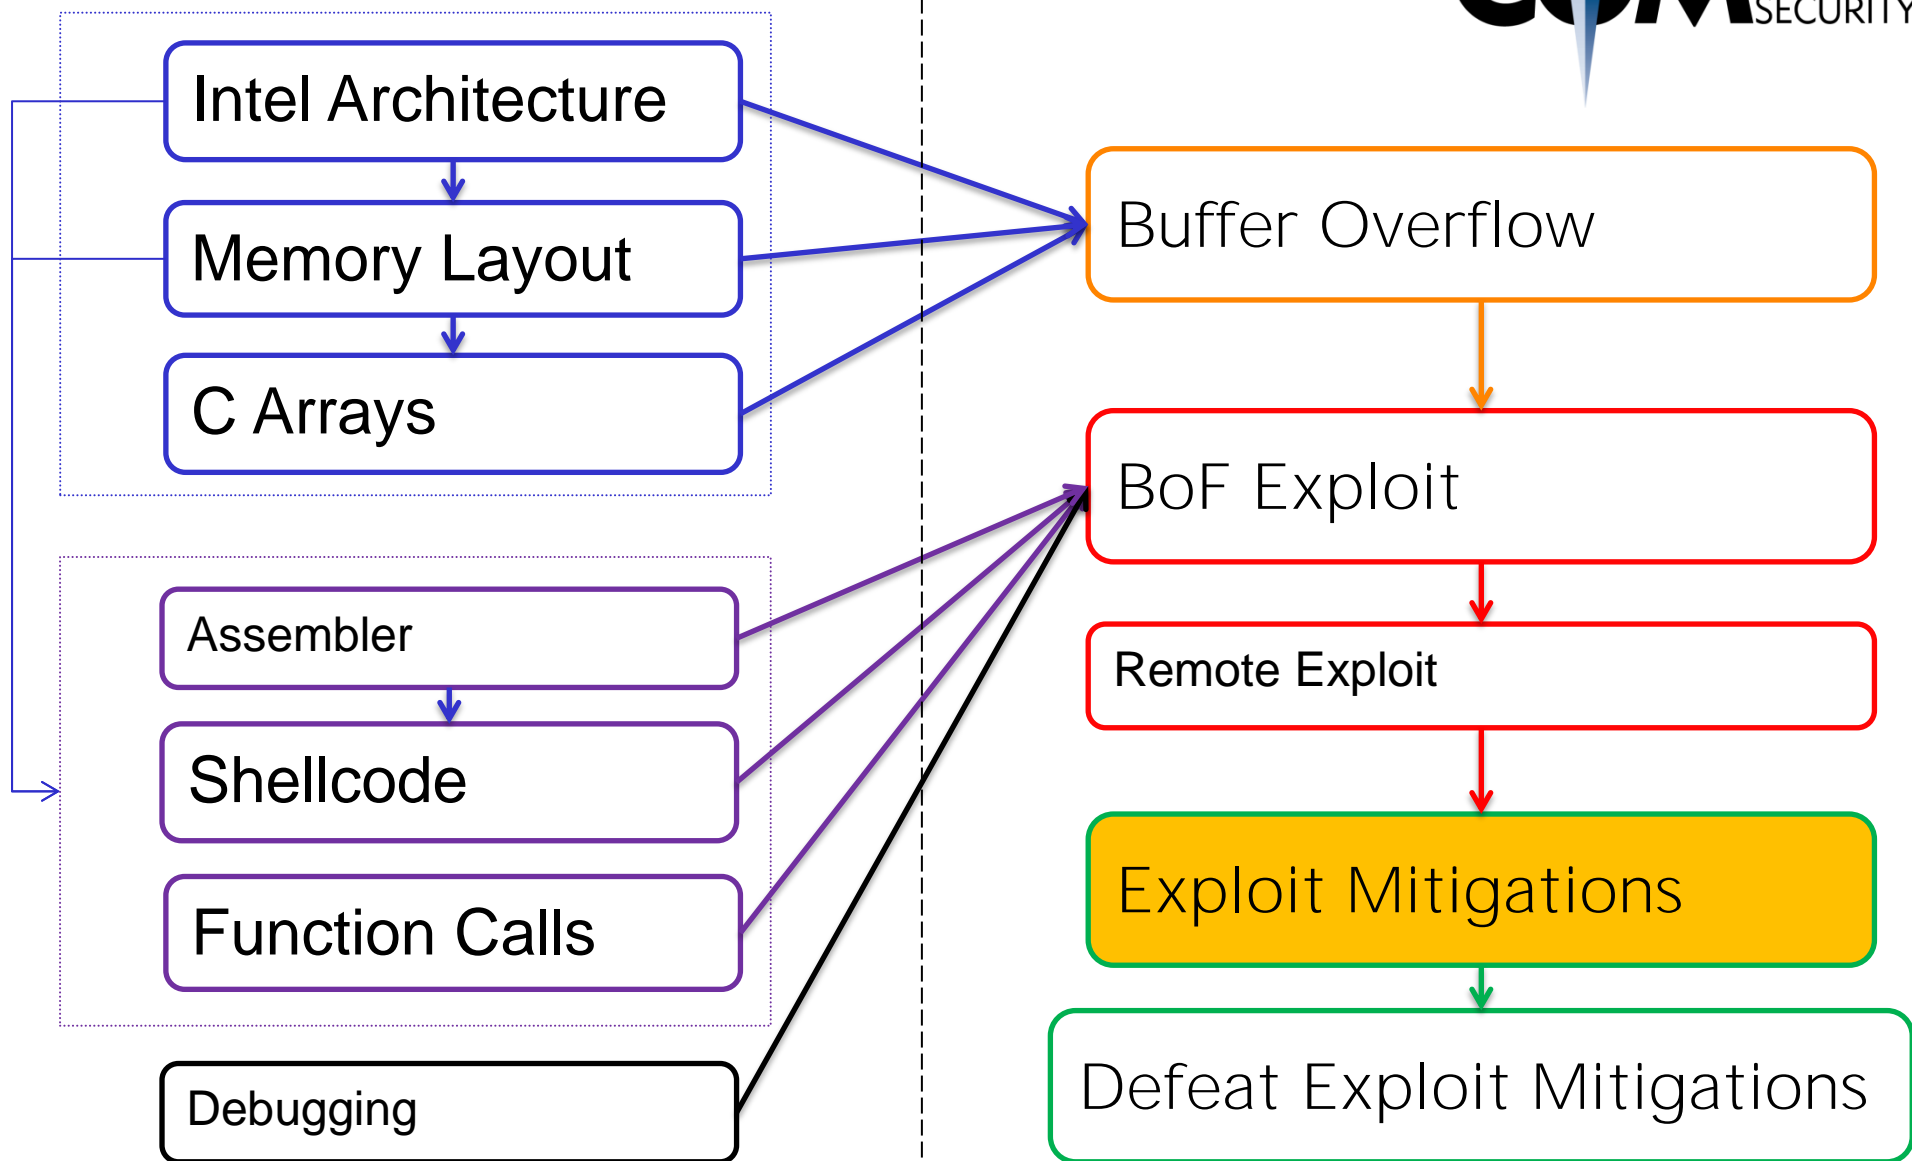 SECURITY
Intel Architecture
Memory Layout
C Arrays
Assembler
Shellcode
Function Calls
Debugging
Buffer Overflow
BoF Exploit
Remote Exploit
Exploit Mitigations
Defeat Exploit Mitigations